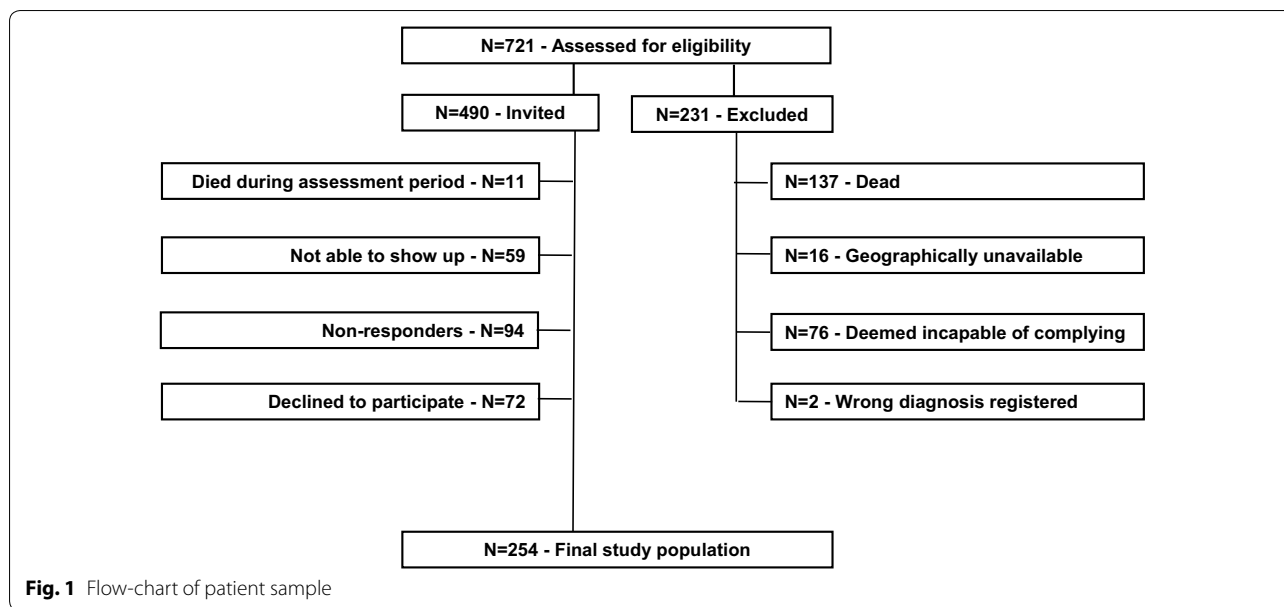 N=721 - Assessed for eligibility
N=490 - Invited
N=231 - Excluded
Died during assessment period - N=11
N=137 - Dead
Not able to show up - N=59
N=16 - Geographically unavailable
Non-responders - N=94
N=76 - Deemed incapable of complying
Declined to participate - N=72
N=2 - Wrong diagnosis registered
N=254 - Final study population
Fig. 1 Flow-chart of patient sample